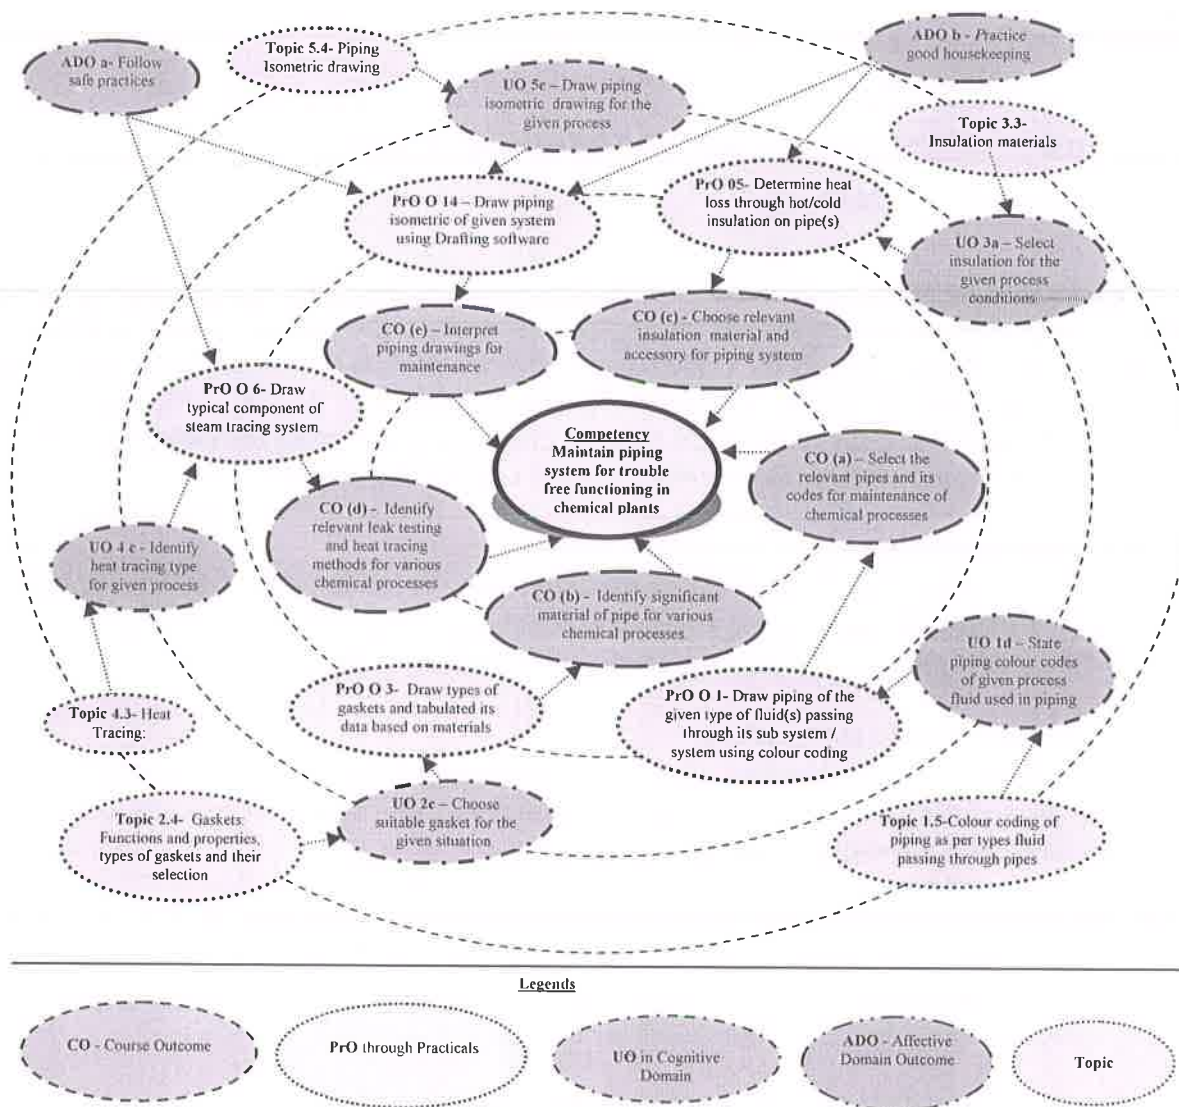 ADO a- Follow
safe practices
Topic 5.4- Piping
Isometric drawing
ADO b - Practice
good housekeeping
UO 5c – Draw piping
isometric drawing for the
given process
Topic 3.3-
Insulation materials
PrO O 14 – Draw piping
isometric of given system
using Drafting software
PrO 05- Determine heat
loss through hot/cold
insulation on pipe(s)
UO 3a – Select
insulation for the
given process
conditions
CO (e) – Interpret
piping drawings for
maintenance
CO (c) - Choose relevant
insulation material and
accessory for piping system
PrO O 6- Draw
typical component of
steam tracing system
Competency
Maintain piping
system for trouble
free functioning in
chemical plants
CO (a) – Select the
relevant pipes and its
codes for maintenance of
chemical processes
CO (d) - Identify
relevant leak testing
and heat tracing
methods for various
chemical processes
UO 4 c - Identify
heat tracing type
for given process
CO (b) - Identify significant
material of pipe for various
chemical processes
UO 1d – State
piping colour codes
of given process
fluid used in piping
PrO O 3- Draw types of
gaskets and tabulated its
data based on materials
PrO O 1- Draw piping of the
given type of fluid(s) passing
through its sub system /
system using colour coding
Topic 4.3- Heat
Tracing:
UO 2c – Choose
suitable gasket for the
given situation
Topic 2.4- Gaskets:
Functions and properties,
types of gaskets and their
selection
Topic 1.5-Colour coding of
piping as per types fluid
passing through pipes
Legends
CO - Course Outcome
PrO through Practicals
UO in Cognitive
Domain
ADO - Affective
Domain Outcome
Topic